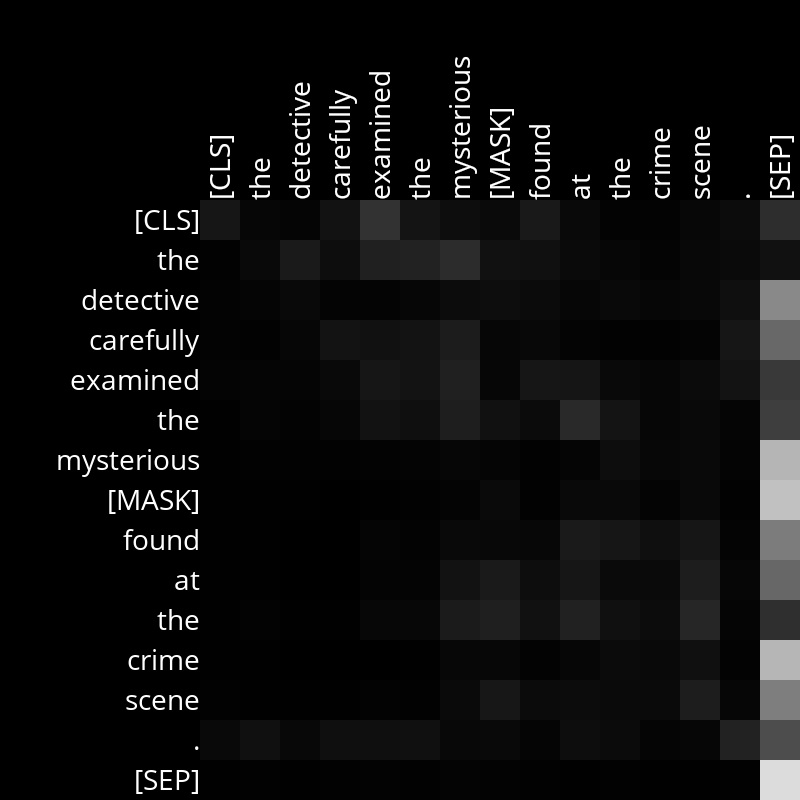 [CLS] the detective carefully examined the mysterious [MASK] found at the crime scene . [SEP]
[CLS]
the
detective
carefully
examined
the
mysterious
[MASK]
found
at
the
crime
scene
.
[SEP]